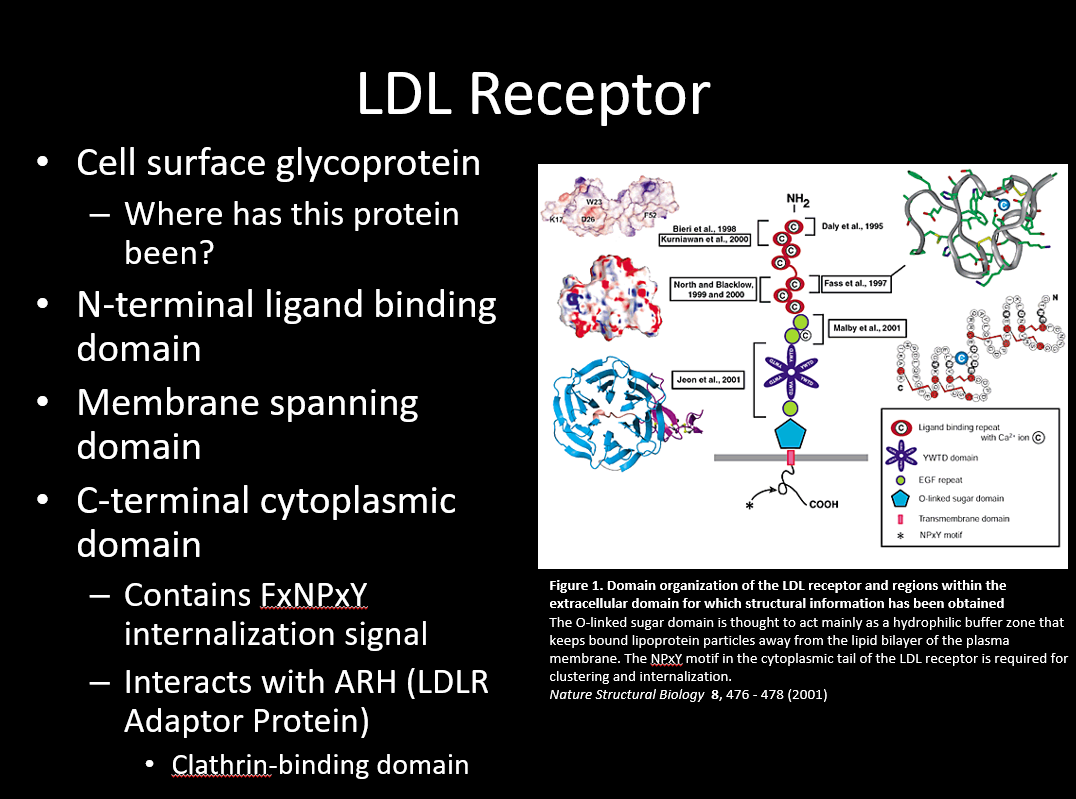 LDL Receptor
• Cell surface glycoprotein
– Where has this protein
been?
• N-terminal ligand binding
domain
• Membrane spanning
domain
• C-terminal cytoplasmic
domain
– Contains FxNPxY
internalization signal
– Interacts with ARH (LDLR
Adaptor Protein)
• Clathrin-binding domain
W23
K17
D26
F52
NH2
Bieri et al., 1998
Kurniawan et al., 2000
Daly et al., 1995
North and Blacklow,
1999 and 2000
Fass et al., 1997
Malby et al., 2001
Jeon et al., 2001
C
C
C
C
C
C
C
C
YWTD
YWTD
YWTD
YWTD
YWTD
YWTD
*
COOH
C
N
C
C
Ligand binding repeat
with Ca2+ ion C
YWTD domain
EGF repeat
O-linked sugar domain
Transmembrane domain
* NPxY motif
Figure 1. Domain organization of the LDL receptor and regions within the
extracellular domain for which structural information has been obtained
The O-linked sugar domain is thought to act mainly as a hydrophilic buffer zone that
keeps bound lipoprotein particles away from the lipid bilayer of the plasma
membrane. The NPxY motif in the cytoplasmic tail of the LDL receptor is required for
clustering and internalization.
Nature Structural Biology 8, 476 - 478 (2001)